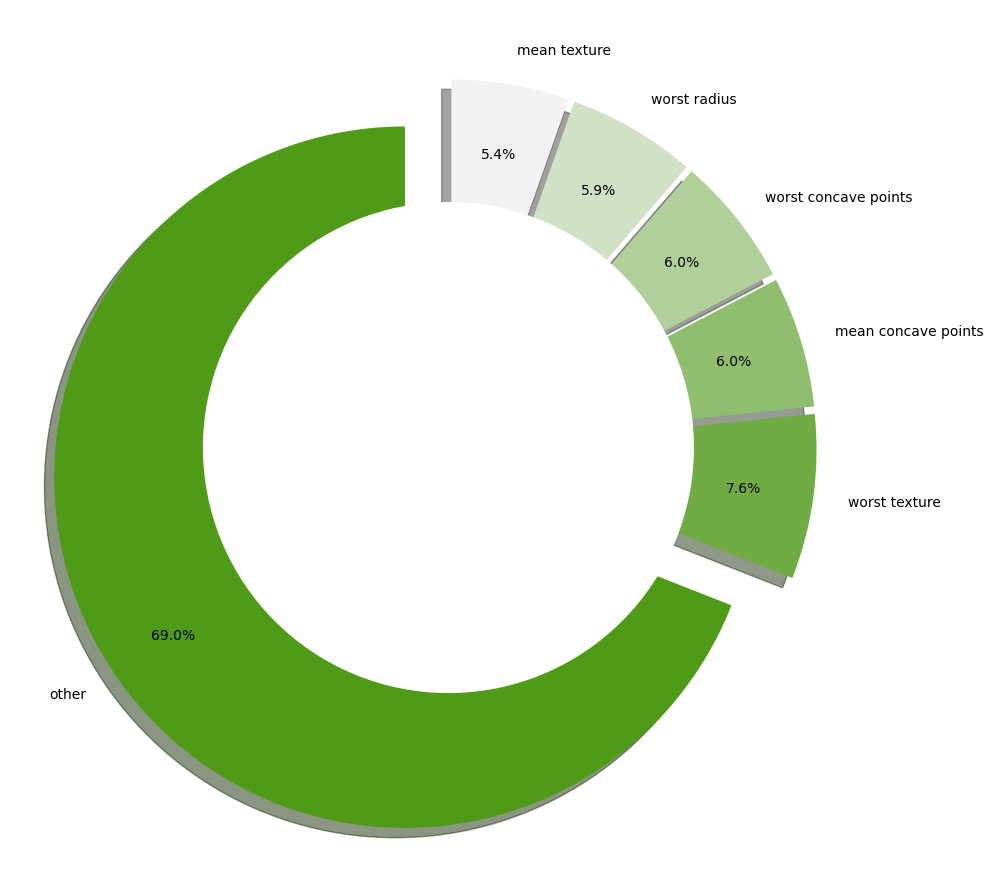 mean texture
worst radius
5.4%
5.9%
worst concave points
6.0%
mean concave points
6.0%
7.6%
worst texture
69.0%
other